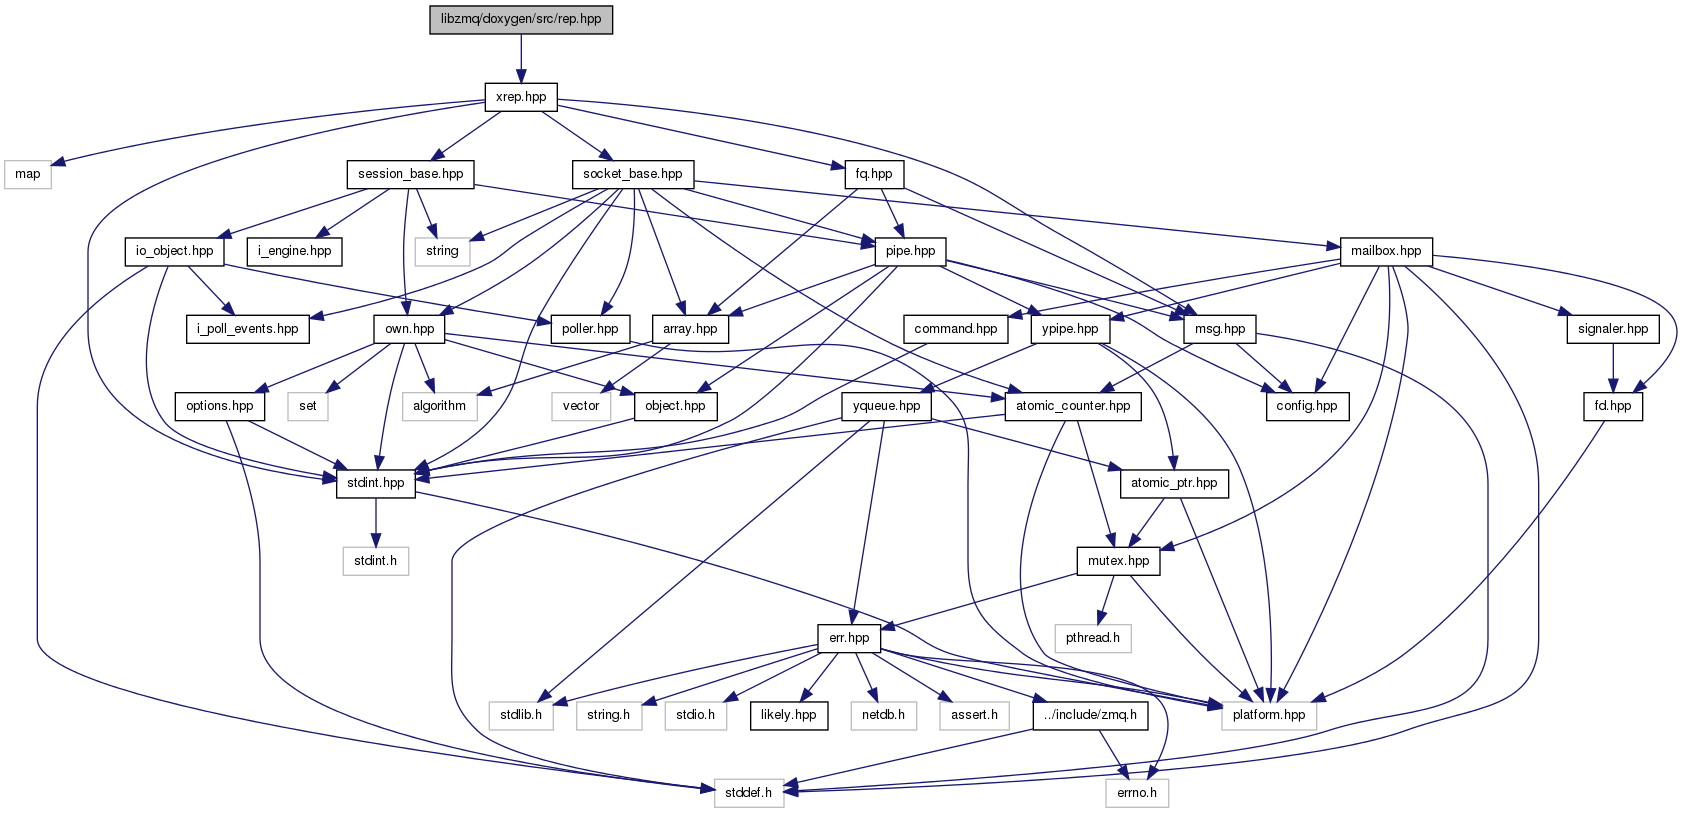 libzmq/doxygen/src/rep.hpp
xrep.hpp
map
session_base.hpp
socket_base.hpp
fq.hpp
io_object.hpp
i_engine.hpp
string
pipe.hpp
mailbox.hpp
i_poll_events.hpp
own.hpp
poller.hpp
array.hpp
command.hpp
ypipe.hpp
msg.hpp
signaler.hpp
options.hpp
set
algorithm
vector
object.hpp
yqueue.hpp
atomic_counter.hpp
config.hpp
fd.hpp
stdint.hpp
atomic_ptr.hpp
stdint.h
mutex.hpp
err.hpp
pthread.h
stdlib.h
string.h
stdio.h
likely.hpp
netdb.h
assert.h
../include/zmq.h
platform.hpp
stddef.h
errno.h